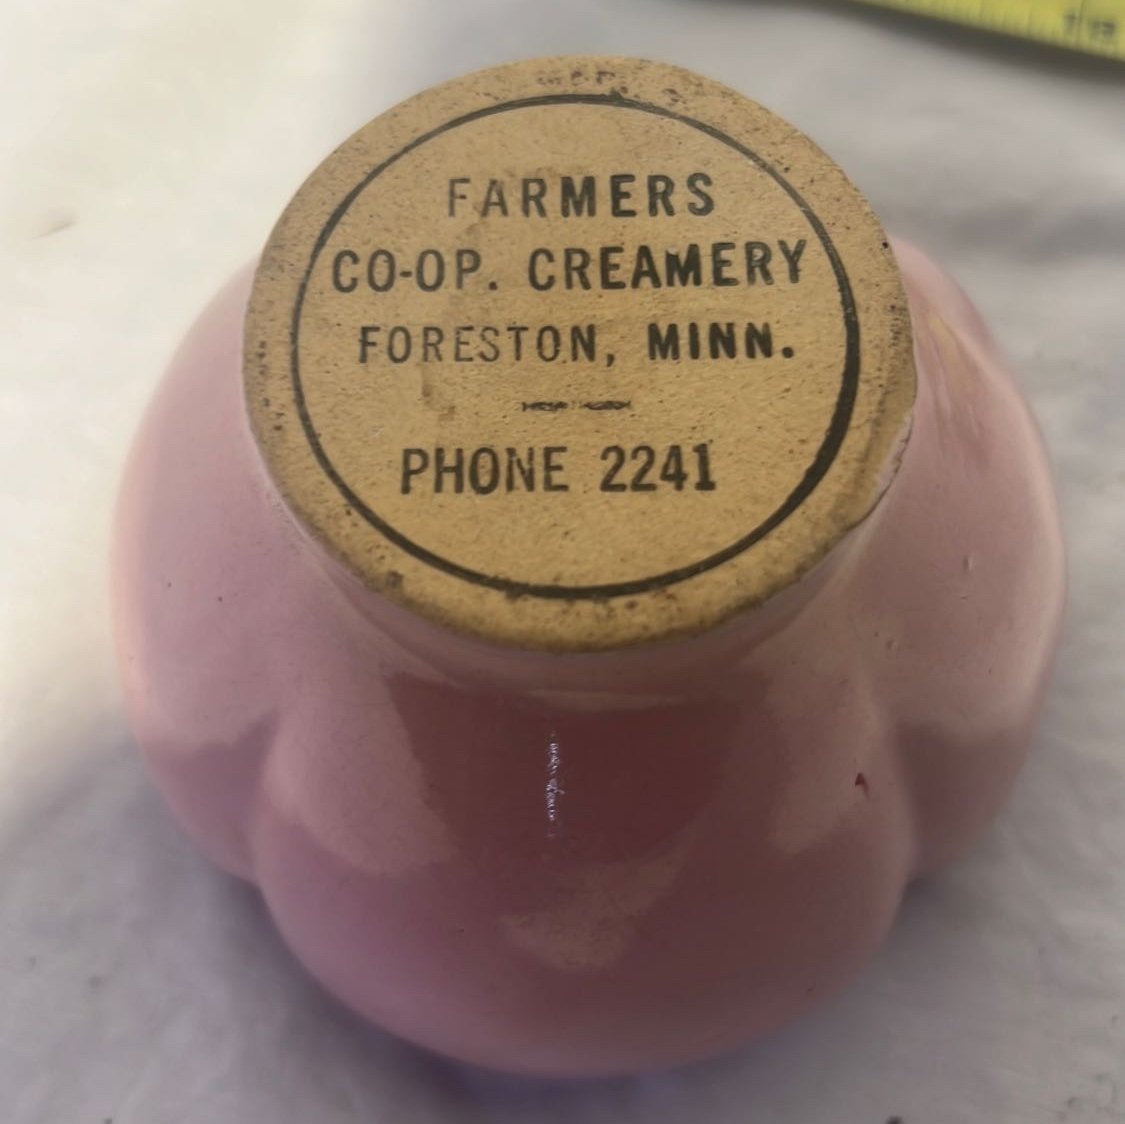 FARMERS
CO-OP. CREAMERY
FORESTON, MINN.
PHONE 2241